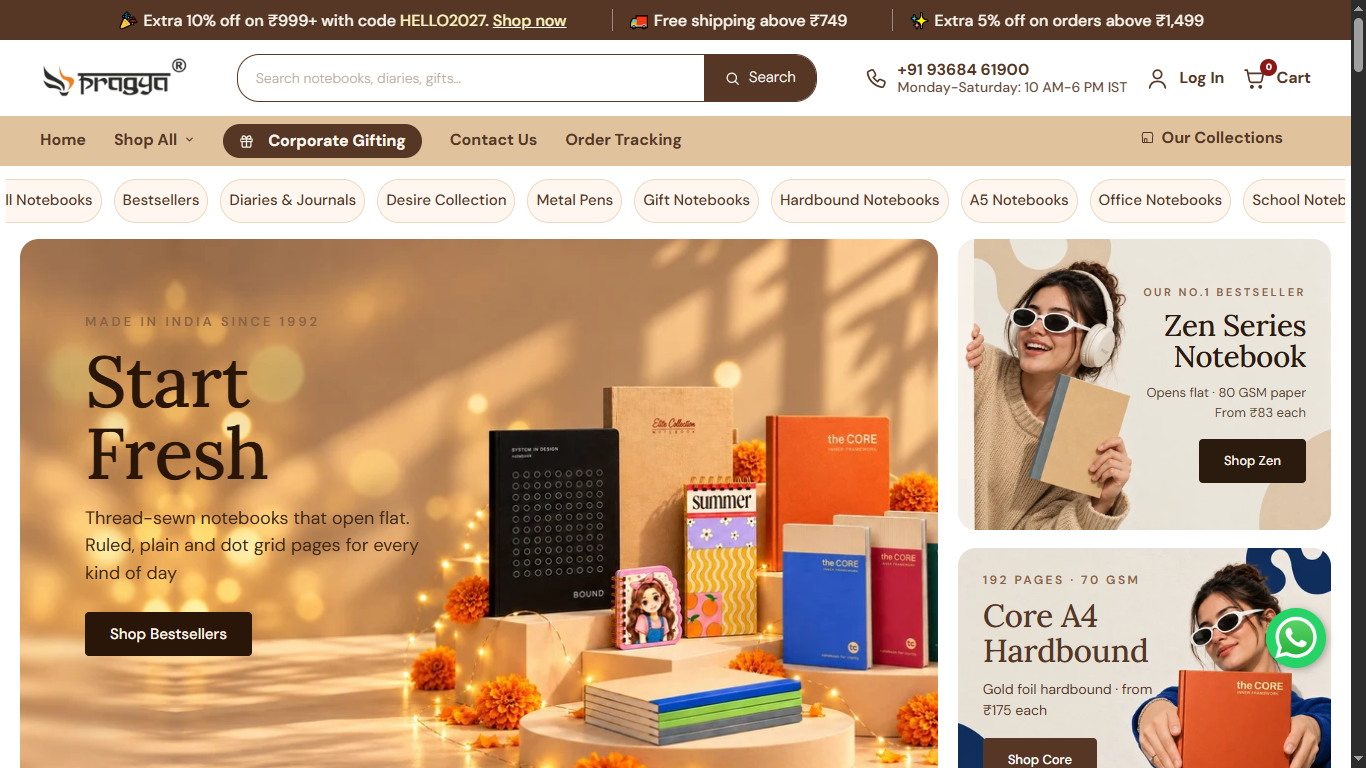 Extra 10% off on ₹999+ with code HELLO2027. Shop now
Free shipping above ₹749
Extra 5% off on orders above ₹1,499
pragya®
Search notebooks, diaries, gifts...
Search
+91 93684 61900
Monday-Saturday: 10 AM-6 PM IST
Log In
0
Cart
Home
Shop All
Corporate Gifting
Contact Us
Order Tracking
Our Collections
ll Notebooks
Bestsellers
Diaries & Journals
Desire Collection
Metal Pens
Gift Notebooks
Hardbound Notebooks
A5 Notebooks
Office Notebooks
School Noteb
MADE IN INDIA SINCE 1992
Start
Fresh
Thread-sewn notebooks that open flat.
Ruled, plain and dot grid pages for every
kind of day
Shop Bestsellers
SYSTEM IN DESIGN
BOUND
Elite Collection
NOTEBOOK
summer
the CORE
INNER FRAMEWORK
the CORE
the CORE
OUR NO.1 BESTSELLER
Zen Series
Notebook
Opens flat · 80 GSM paper
From ₹83 each
Shop Zen
192 PAGES · 70 GSM
Core A4
Hardbound
Gold foil hardbound · from
₹175 each
Shop Core
the CORE
INNER FRAMEWORK